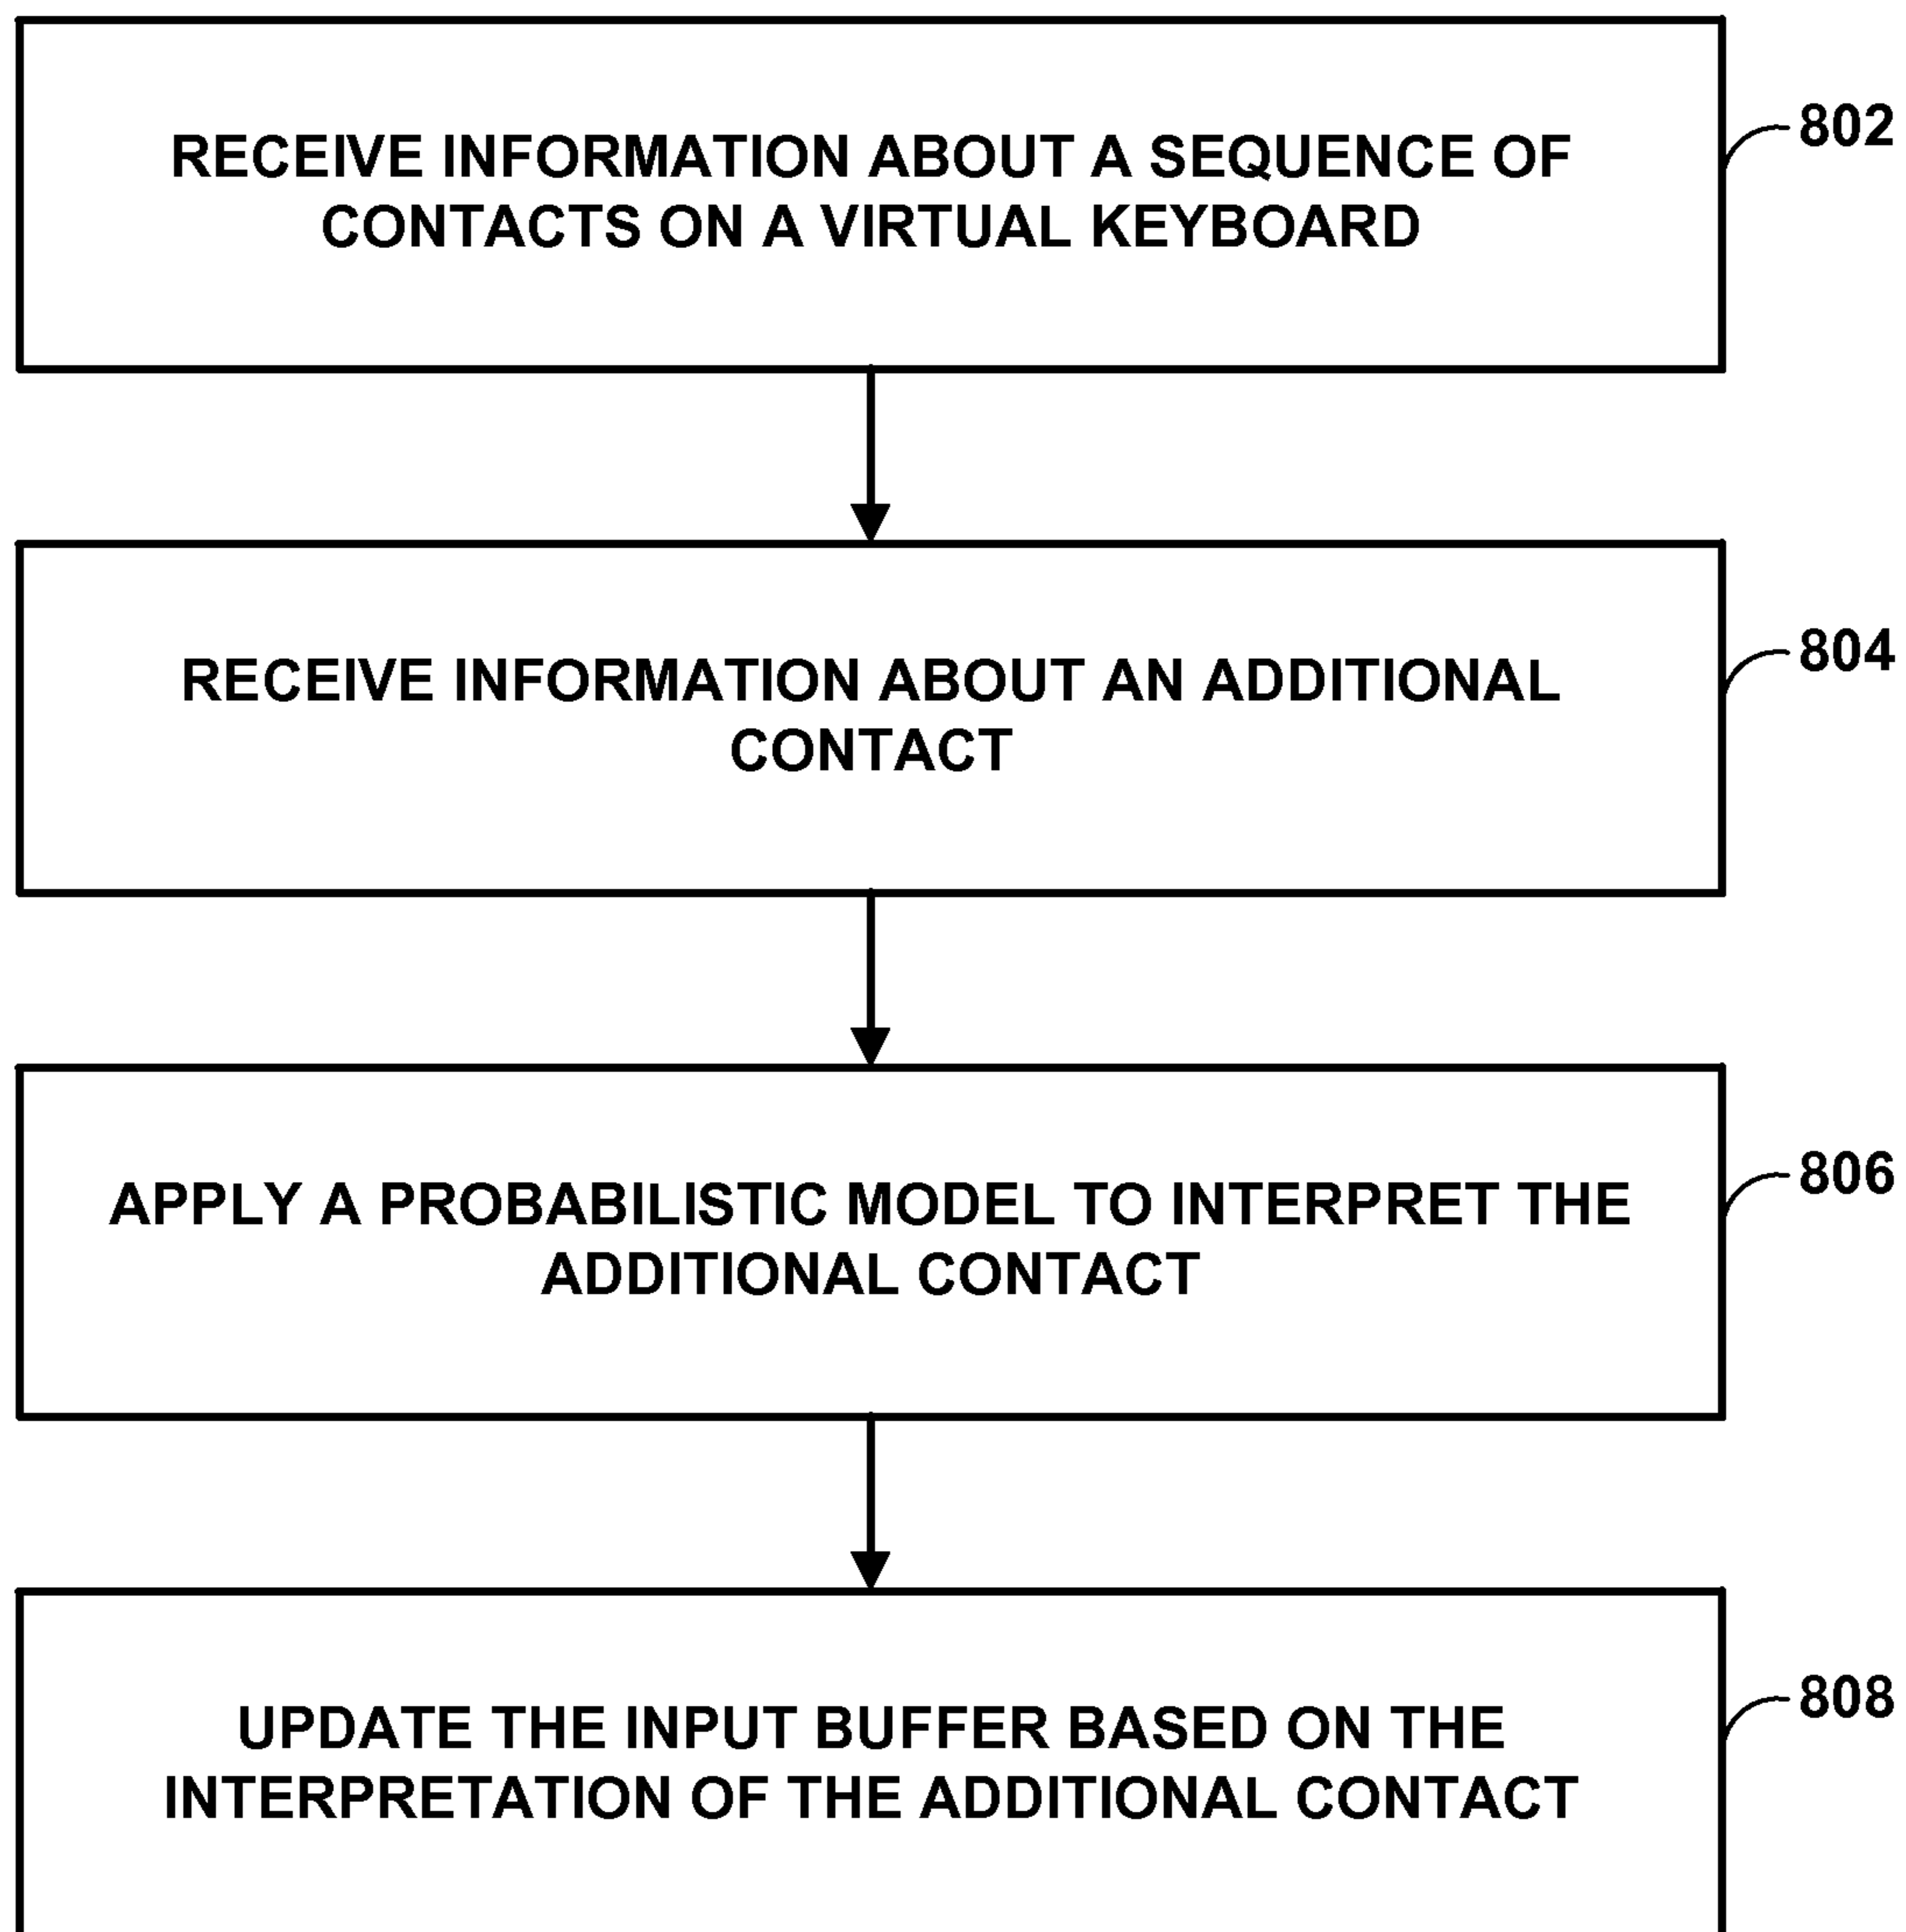 RECEIVE INFORMATION ABOUT A SEQUENCE OF
CONTACTS ON A VIRTUAL KEYBOARD
802
RECEIVE INFORMATION ABOUT AN ADDITIONAL
CONTACT
804
APPLY A PROBABILISTIC MODEL TO INTERPRET THE
ADDITIONAL CONTACT
806
UPDATE THE INPUT BUFFER BASED ON THE
INTERPRETATION OF THE ADDITIONAL CONTACT
808